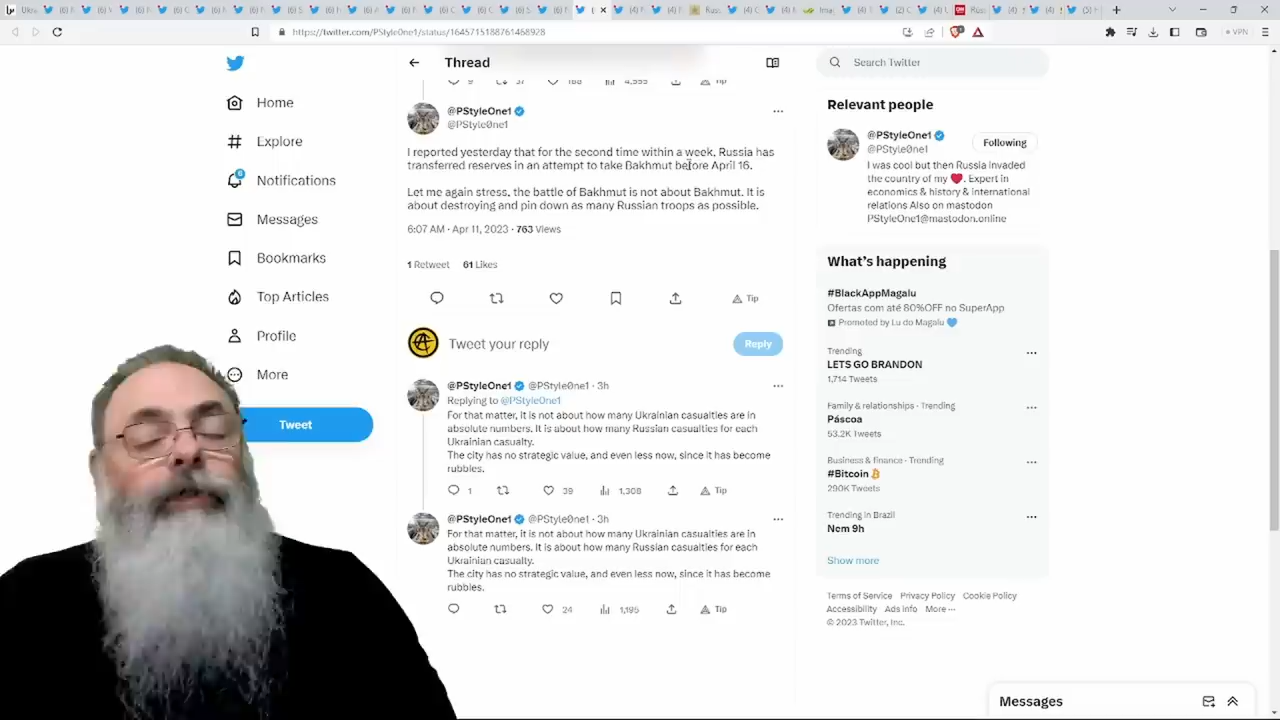 https://twitter.com/PStyle0ne1/status/1645715188761468928
VPN
Home
Explore
6
Notifications
Messages
Bookmarks
Top Articles
Profile
More
Tweet
Thread
Tip
@PStyleOne1
@PStyle0ne1
I reported yesterday that for the second time within a week, Russia has
transferred reserves in an attempt to take Bakhmut before April 16.
Let me again stress, the battle of Bakhmut is not about Bakhmut. It is
about destroying and pin down as many Russian troops as possible.
6:07 AM · Apr 11, 2023 · 763 Views
1 Retweet 61 Likes
Tip
Tweet your reply
Reply
@PStyleOne1 @PStyle0ne1 · 3h
Replying to @PStyle0ne1
For that matter, it is not about how many Ukrainian casualties are in
absolute numbers. It is about how many Russian casualties for each
Ukrainian casualty.
The city has no strategic value, and even less now, since it has become
rubbles.
1 39 1,308 Tip
@PStyleOne1 @PStyle0ne1 · 3h
For that matter, it is not about how many Ukrainian casualties are in
absolute numbers. It is about how many Russian casualties for each
Ukrainian casualty.
The city has no strategic value, and even less now, since it has become
rubbles.
24 1,195 Tip
Search Twitter
Relevant people
@PStyleOne1
@PStyle0ne1
Following
I was cool but then Russia invaded
the country of my ❤️. Expert in
economics & history & international
relations Also on mastodon
PStyleOne1@mastodon.online
What's happening
#BlackAppMagalu
Ofertas com até 80%OFF no SuperApp
Promoted by Lu do Magalu 💙
Trending
LETS GO BRANDON
1,714 Tweets
Family & relationships · Trending
Páscoa
53.2K Tweets
Business & finance · Trending
#Bitcoin
290K Tweets
Trending in Brazil
Nem 9h
Show more
Terms of Service Privacy Policy Cookie Policy
Accessibility Ads info More ···
© 2023 Twitter, Inc.
Messages